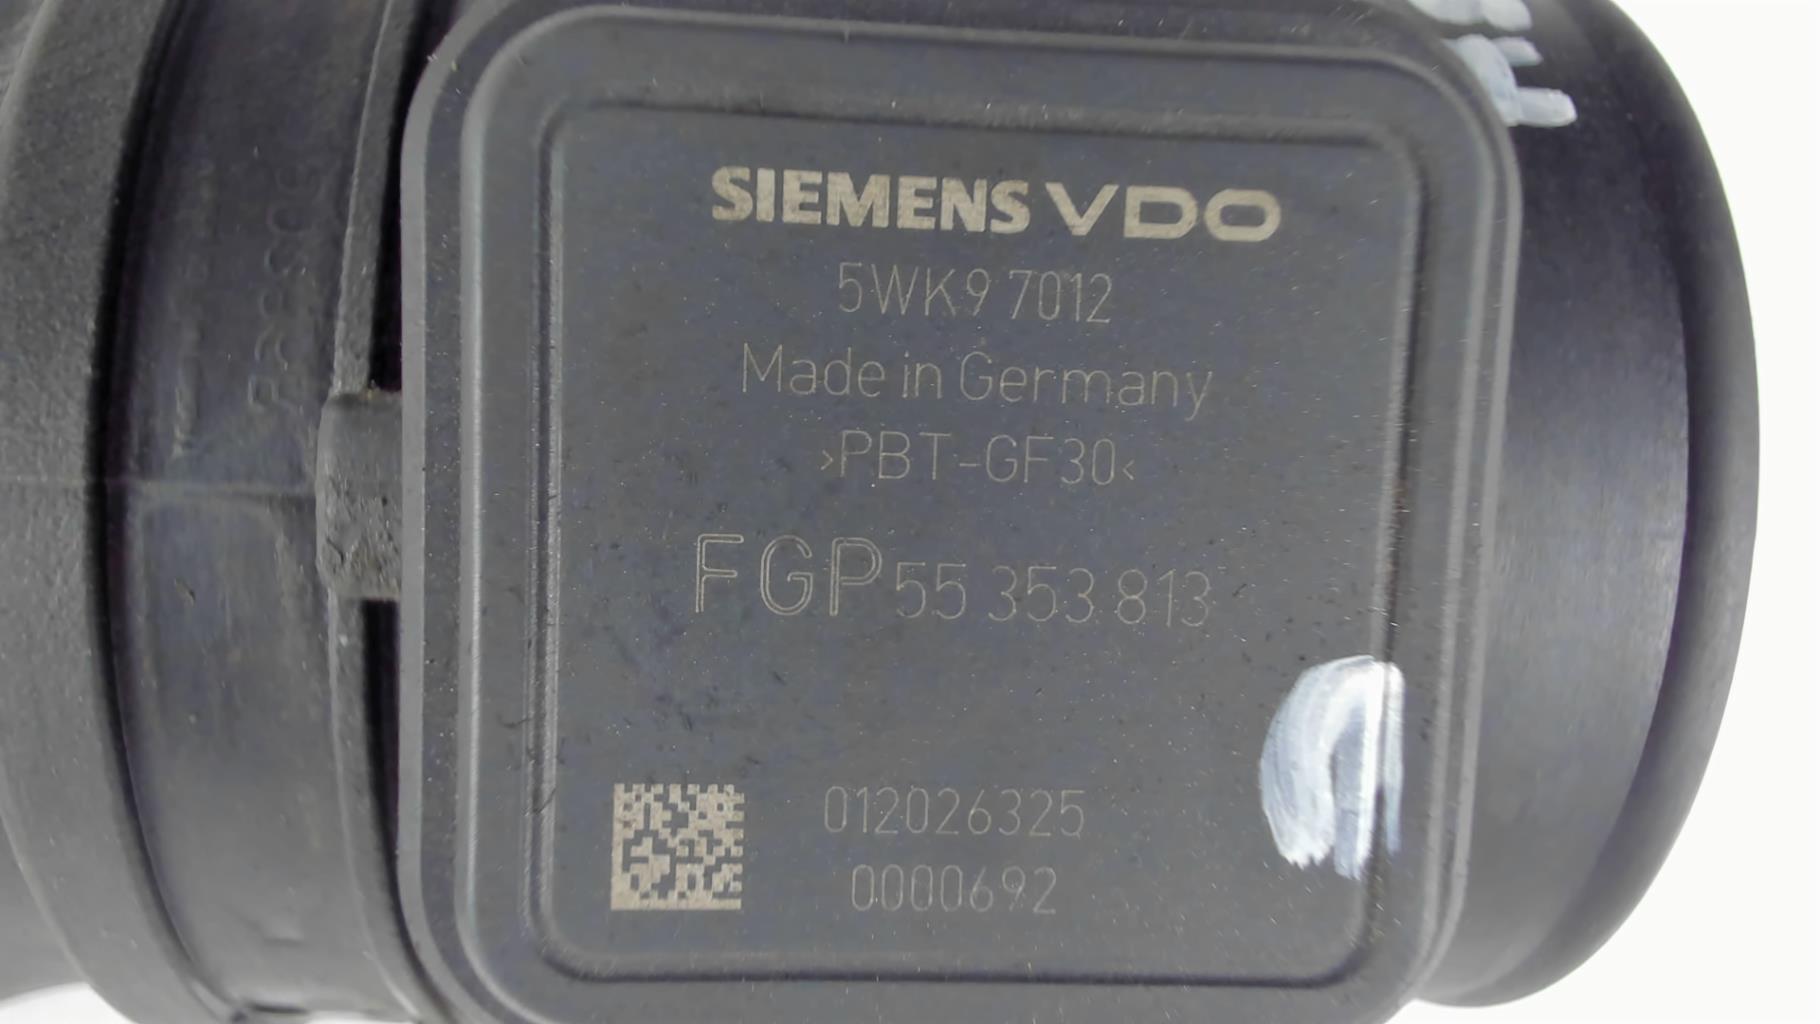 SIEMENS VDO
5WK9 7012
Made in Germany
>PBT-GF30<
FGP 55 353 813
012026325
0000692